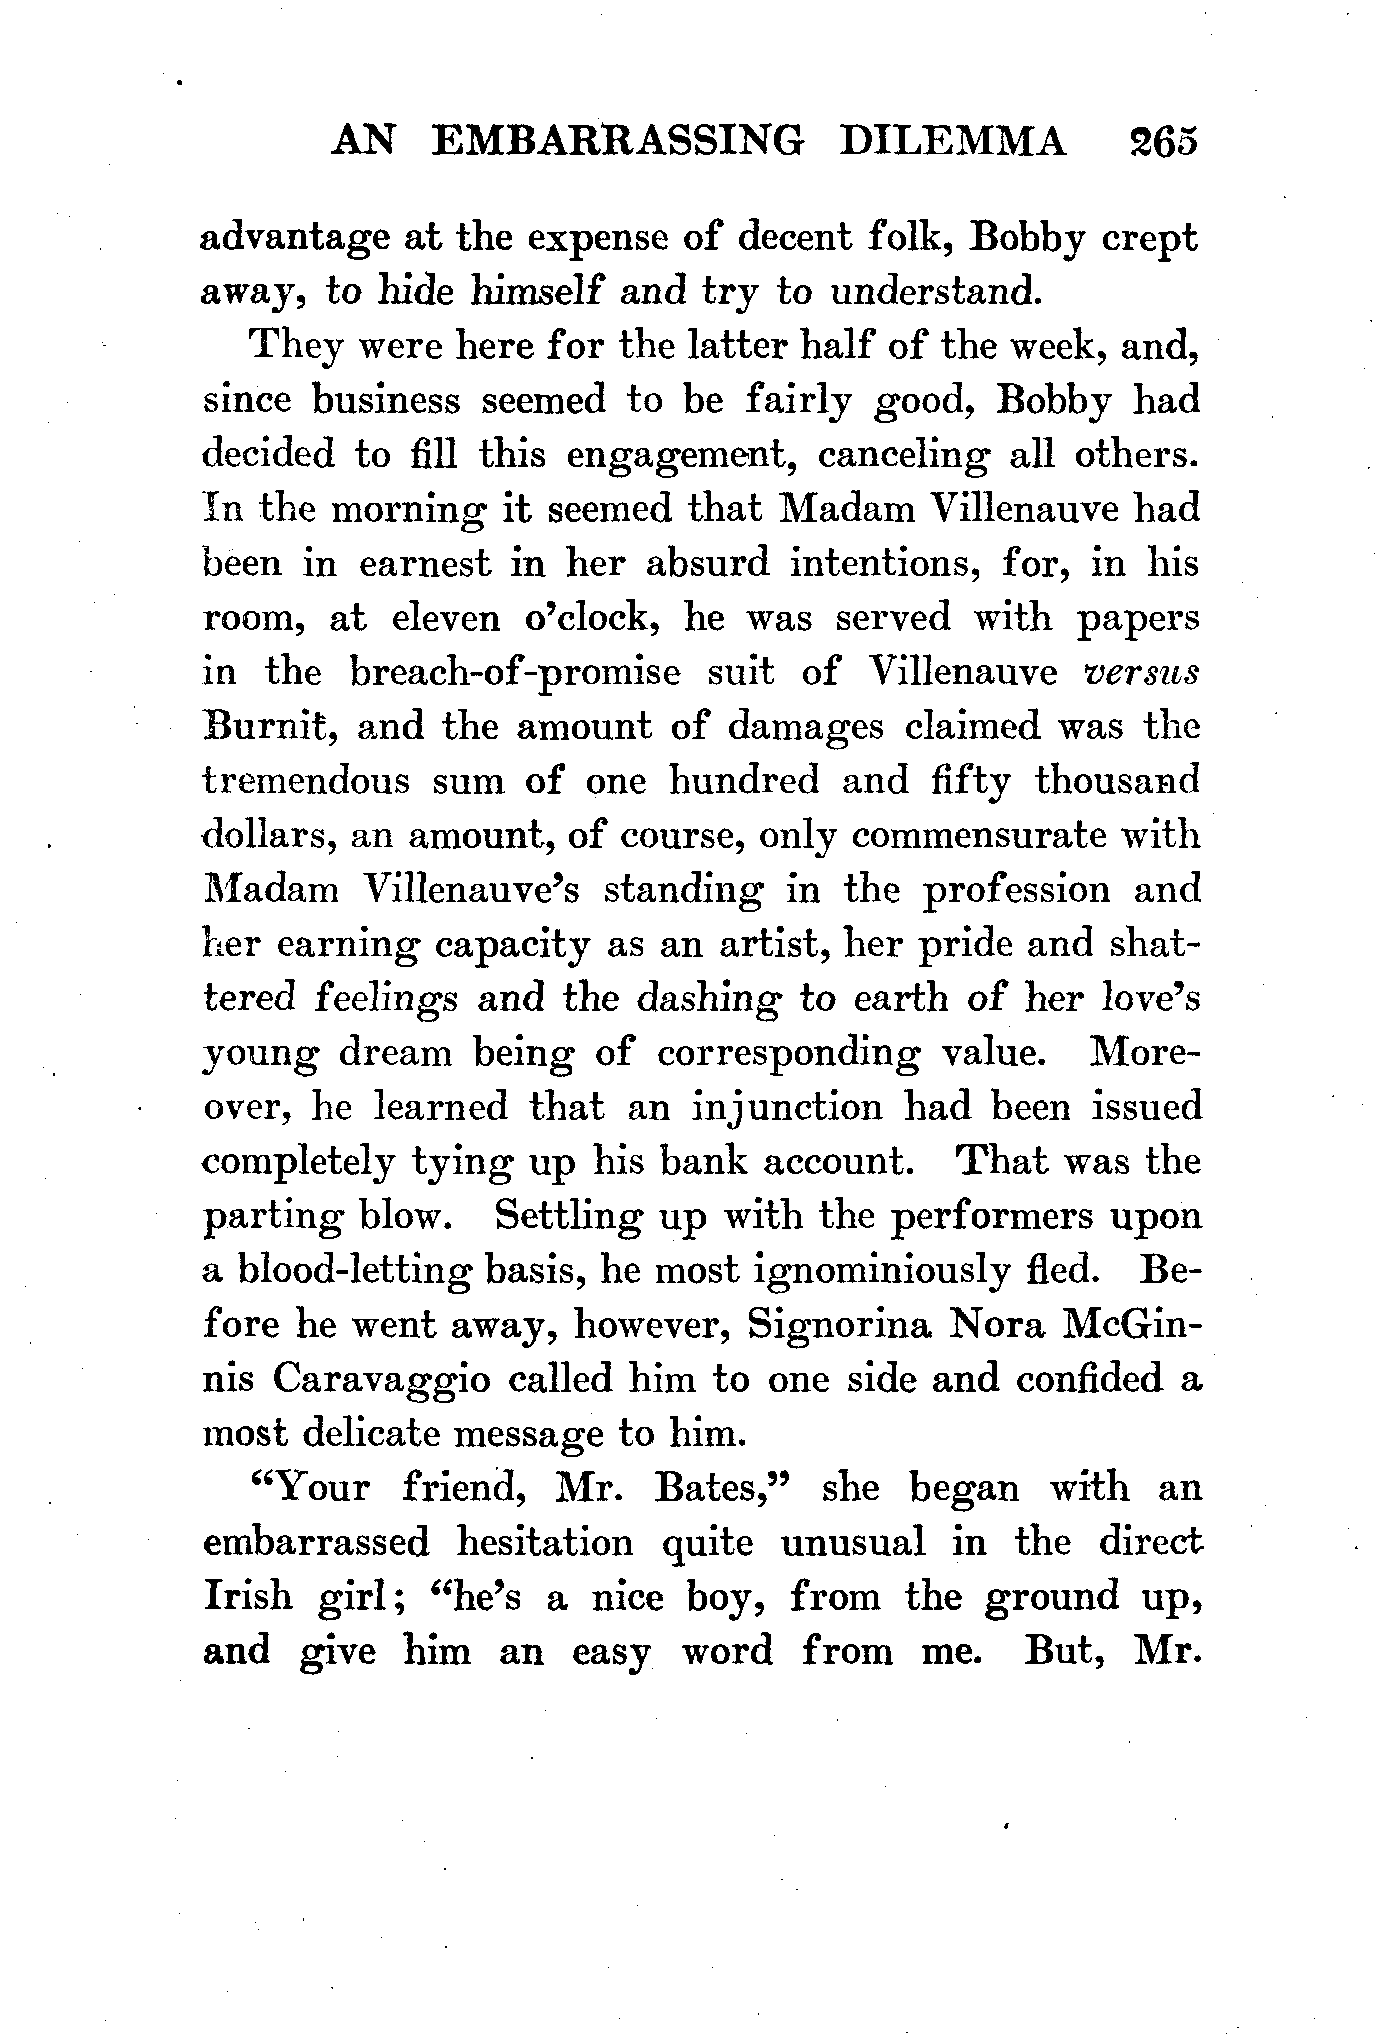 AN EMBARRASSING DILEMMA 265
advantage at the expense of decent folk, Bobby crept
away, to hide himself and try to understand.
They were here for the latter half of the week, and,
since business seemed to be fairly good, Bobby had
decided to fill this engagement, canceling all others.
In the morning it seemed that Madam Villenauve had
been in earnest in her absurd intentions, for, in his
room, at eleven o'clock, he was served with papers
in the breach-of-promise suit of Villenauve versus
Burnit, and the amount of damages claimed was the
tremendous sum of one hundred and fifty thousand
dollars, an amount, of course, only commensurate with
Madam Villenauve's standing in the profession and
her earning capacity as an artist, her pride and shat-
tered feelings and the dashing to earth of her love's
young dream being of corresponding value. More-
over, he learned that an injunction had been issued
completely tying up his bank account. That was the
parting blow. Settling up with the performers upon
a blood-letting basis, he most ignominiously fled. Be-
fore he went away, however, Signorina Nora McGin-
nis Caravaggio called him to one side and confided a
most delicate message to him.
"Your friend, Mr. Bates," she began with an
embarrassed hesitation quite unusual in the direct
Irish girl; "he's a nice boy, from the ground up,
and give him an easy word from me. But, Mr.